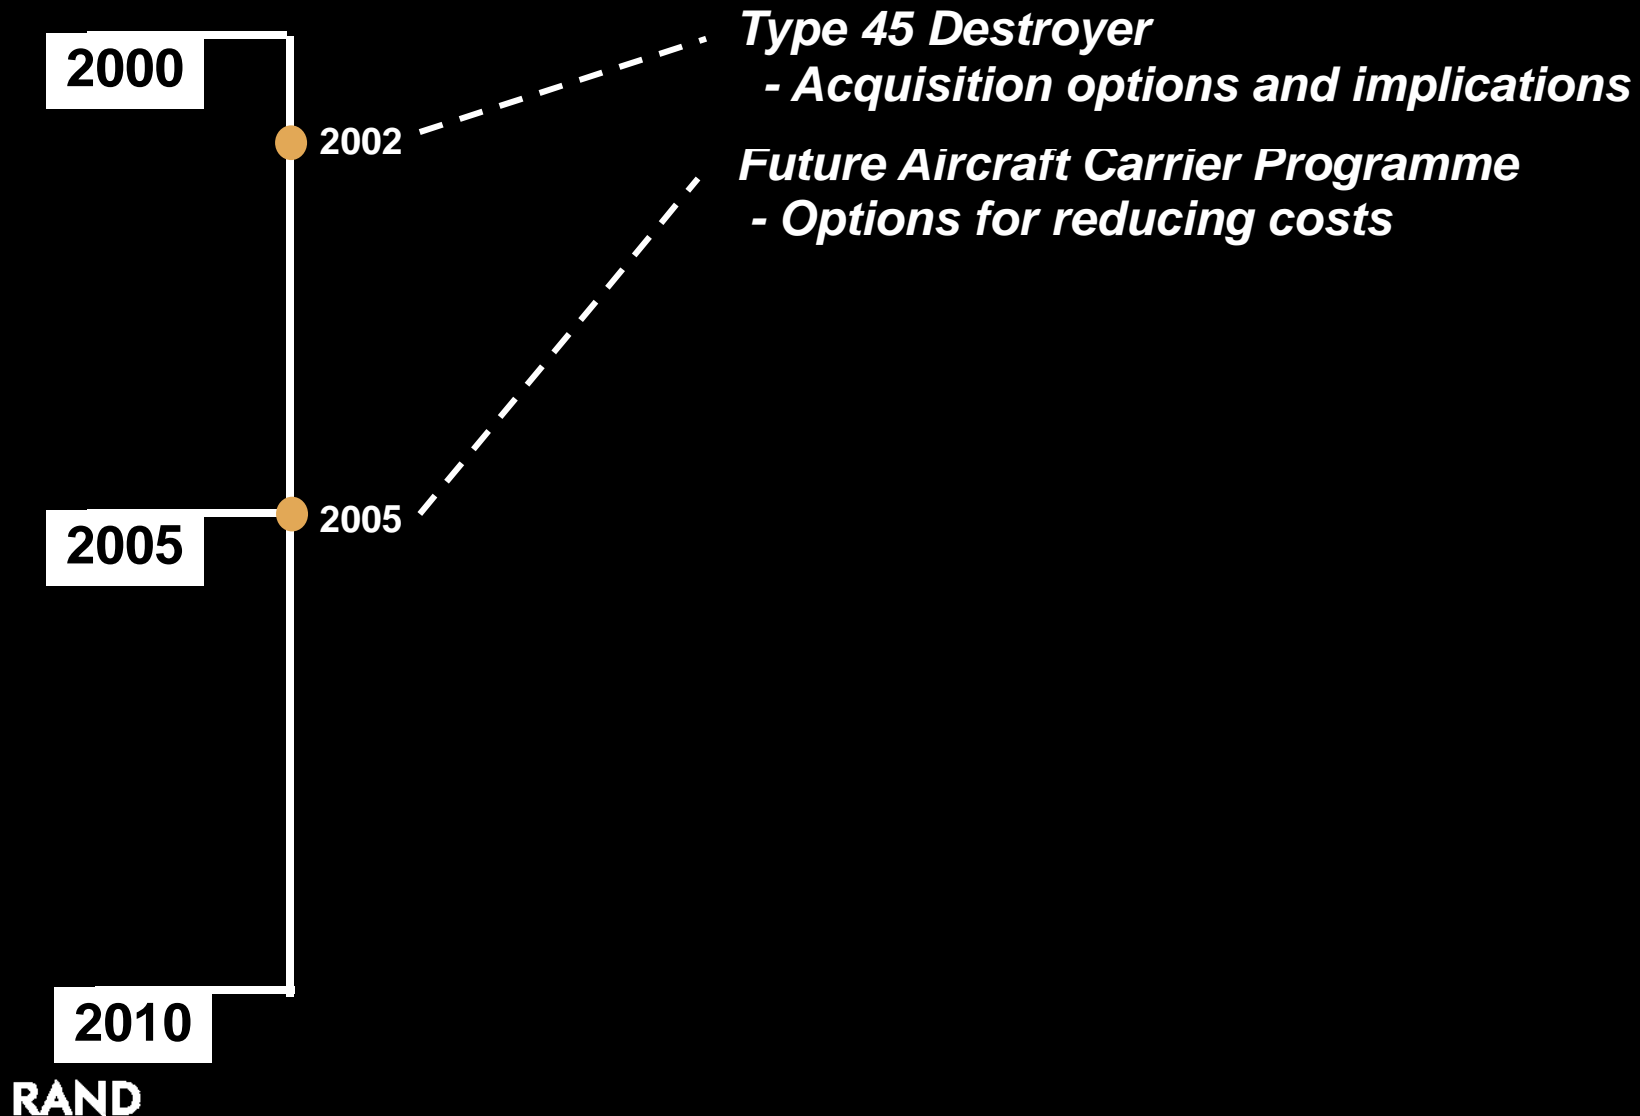 2000
2002
Type 45 Destroyer
- Acquisition options and implications
Future Aircraft Carrier Programme
- Options for reducing costs
2005
2005
2010
RAND